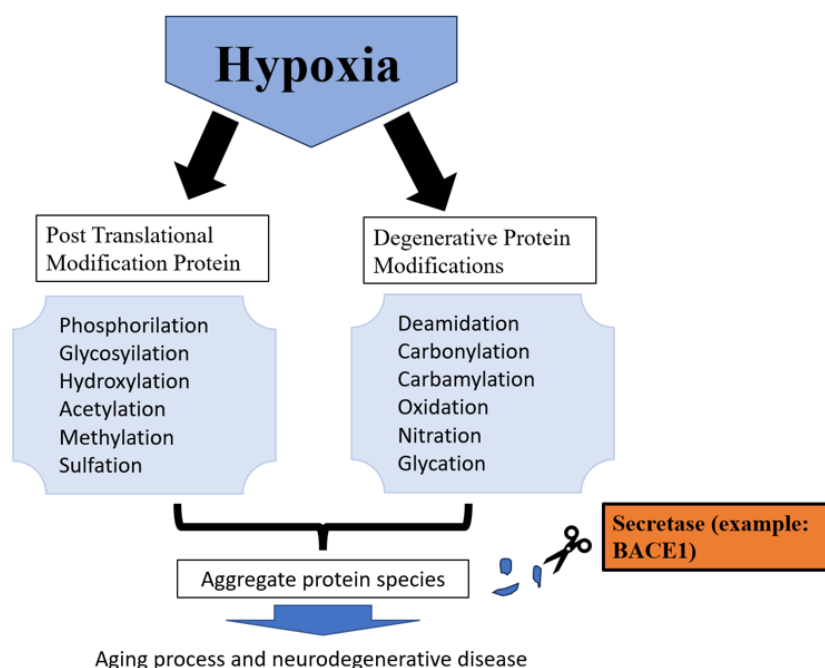 Hypoxia
Post Translational
Modification Protein
Degenerative Protein
Modifications
Phosphorilation
Glycosyilation
Hydroxylation
Acetylation
Methylation
Sulfation
Deamidation
Carbonylation
Carbamylation
Oxidation
Nitration
Glycation
Secretase (example:
BACE1)
Aggregate protein species
Aging process and neurodegenerative disease